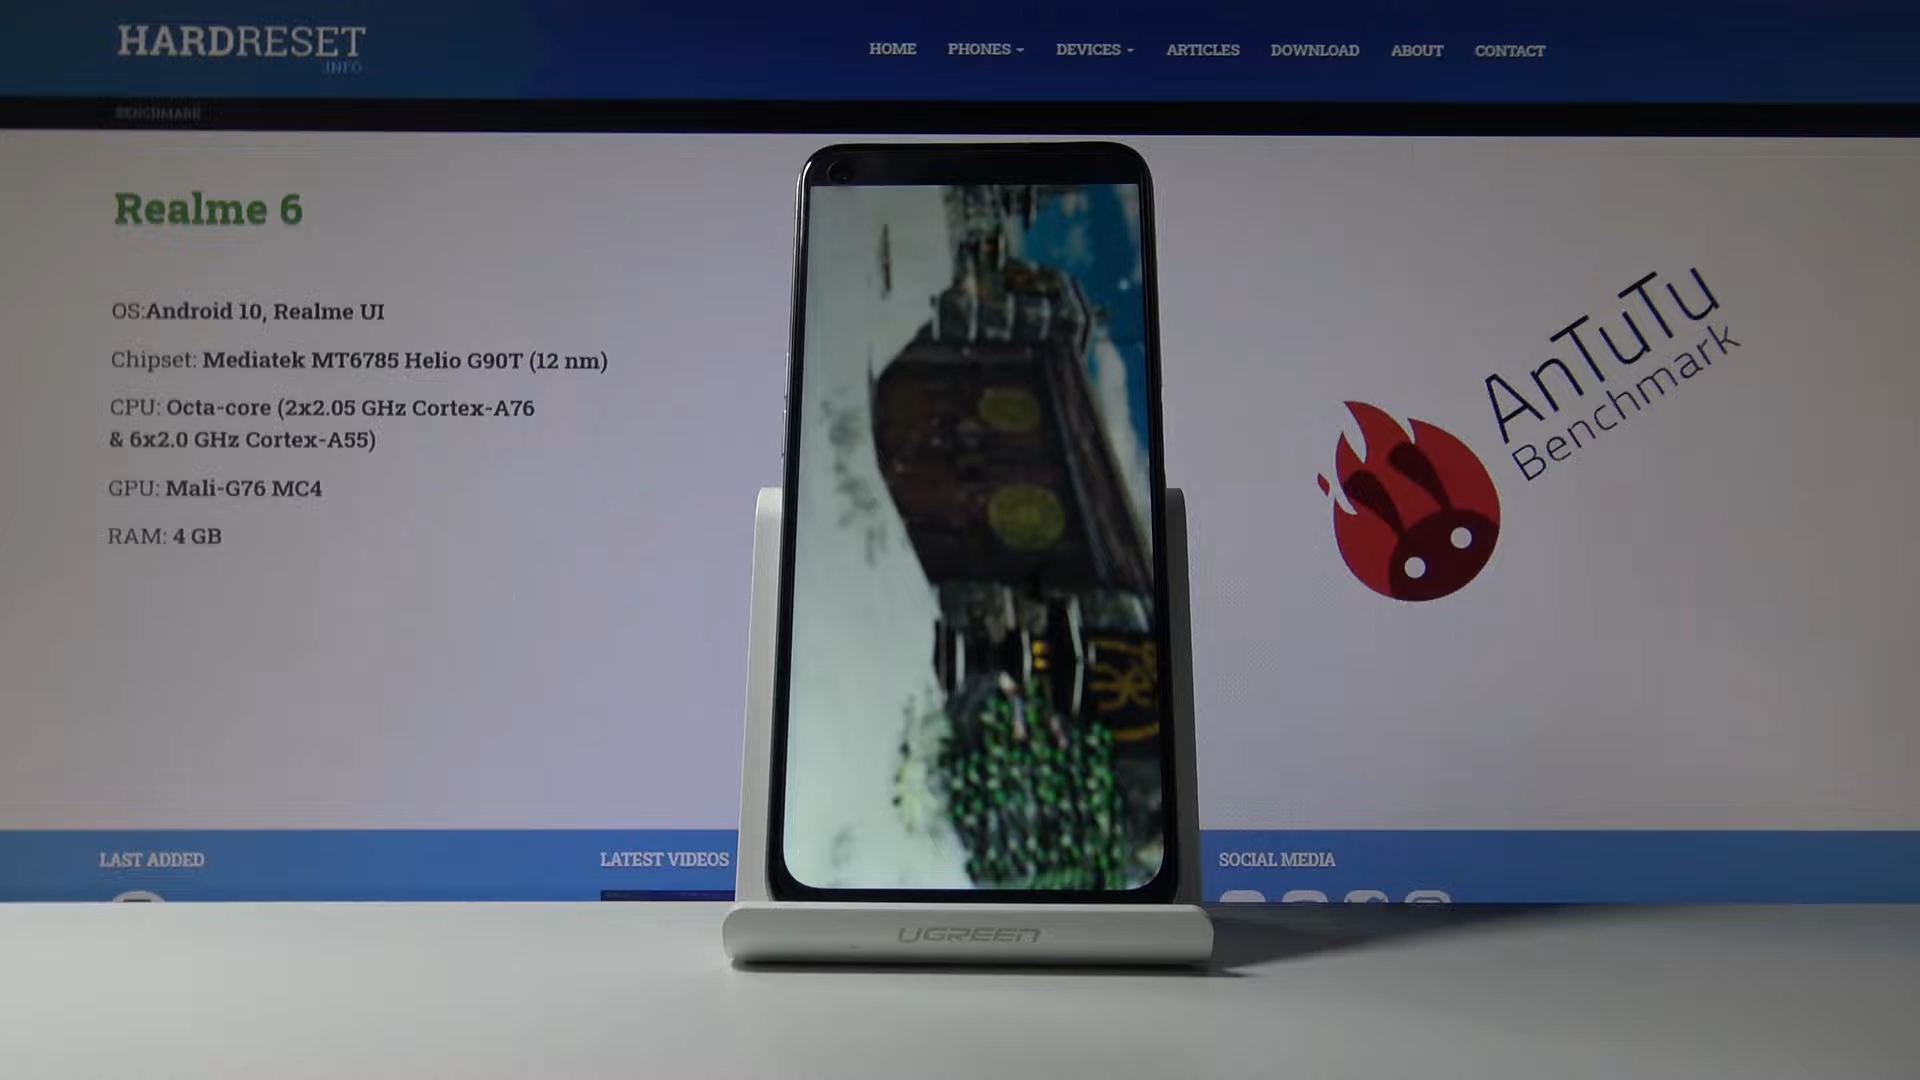 HARDRESET
.INFO
HOME PHONES DEVICES ARTICLES DOWNLOAD ABOUT CONTACT
BENCHMARK
Realme 6
OS:Android 10, Realme UI
Chipset: Mediatek MT6785 Helio G90T (12 nm)
CPU: Octa-core (2x2.05 GHz Cortex-A76
& 6x2.0 GHz Cortex-A55)
GPU: Mali-G76 MC4
RAM: 4 GB
AnTuTu
Benchmark
LAST ADDED
LATEST VIDEOS
SOCIAL MEDIA
UGREEN